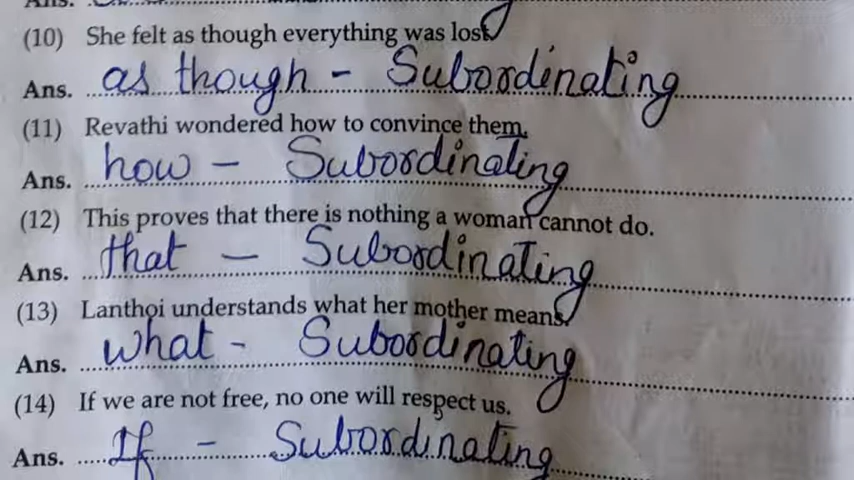 (10) She felt as though everything was lost
Ans. as though - Subordinating
(11) Revathi wondered how to convince them.
Ans. how - Subordinating
(12) This proves that there is nothing a woman cannot do.
Ans. that - Subordinating
(13) Lanthoi understands what her mother means.
Ans. what - Subordinating
(14) If we are not free, no one will respect us.
Ans. If - Subordinating